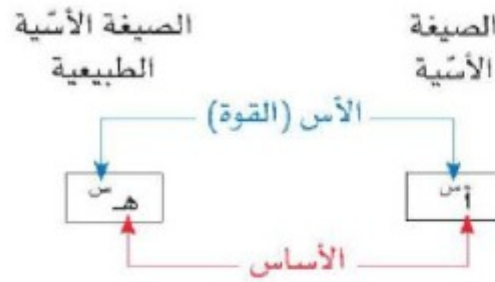 الصيغة
الأسّية
الصيغة الأسّية
الطبيعية
الأس (القوة)
أ^س
هـ^س
الأساس